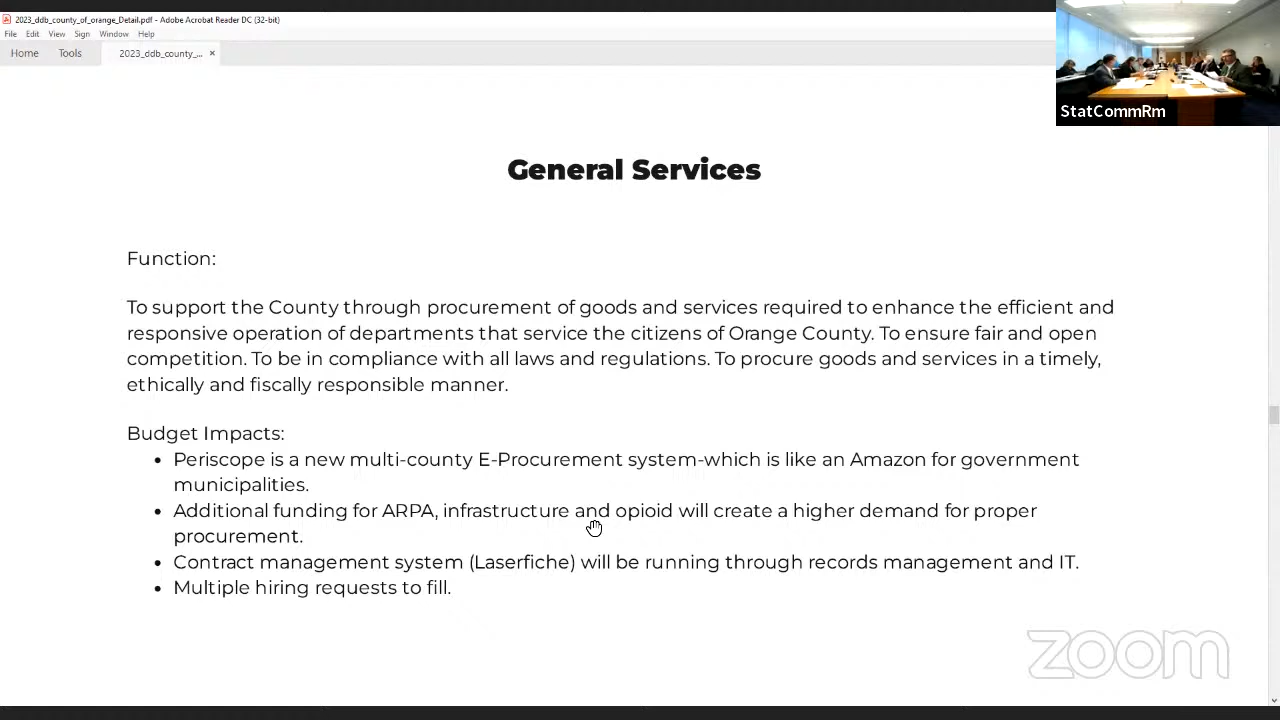 2023_ddb_county_of_orange_Detail.pdf - Adobe Acrobat Reader DC (32-bit)
File Edit View Sign Window Help
Home Tools 2023_ddb_county_... ×
StatCommRm
General Services
Function:
To support the County through procurement of goods and services required to enhance the efficient and
responsive operation of departments that service the citizens of Orange County. To ensure fair and open
competition. To be in compliance with all laws and regulations. To procure goods and services in a timely,
ethically and fiscally responsible manner.
Budget Impacts:
• Periscope is a new multi-county E-Procurement system-which is like an Amazon for government
municipalities.
• Additional funding for ARPA, infrastructure and opioid will create a higher demand for proper
procurement.
• Contract management system (Laserfiche) will be running through records management and IT.
• Multiple hiring requests to fill.
zoom